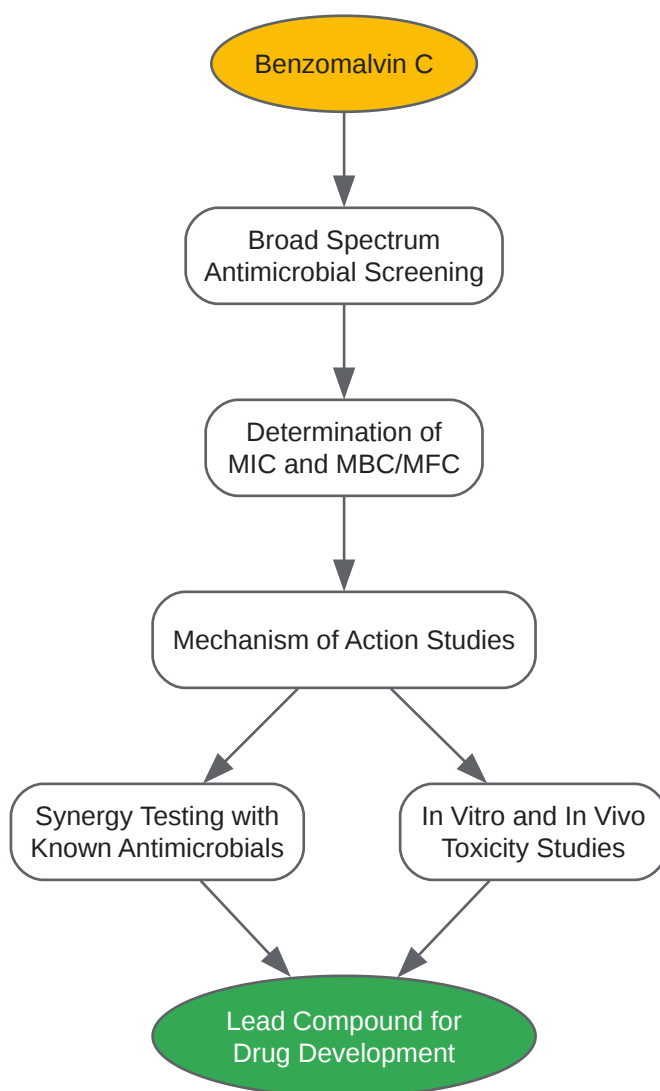 Benzomalvin C
Broad Spectrum
Antimicrobial Screening
Determination of
MIC and MBC/MFC
Mechanism of Action Studies
Synergy Testing with
Known Antimicrobials
In Vitro and In Vivo
Toxicity Studies
Lead Compound for
Drug Development